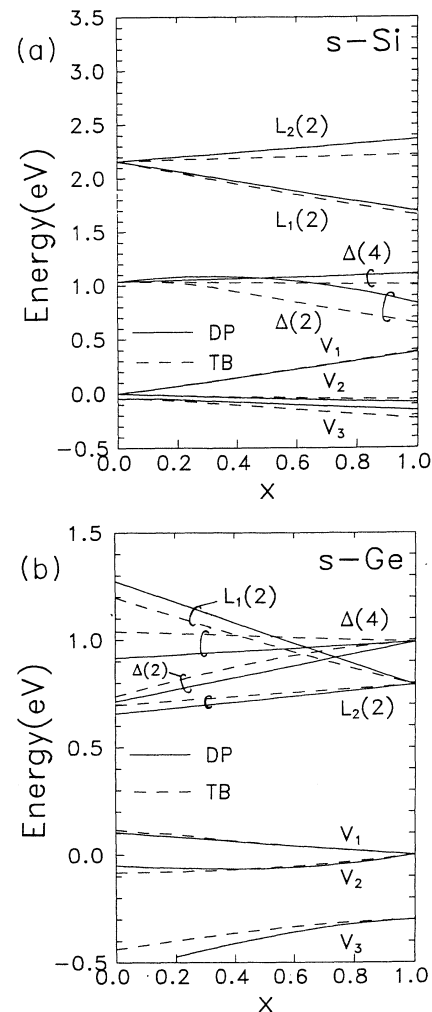 (a)
s-Si
3.5
3.0
2.5
2.0
1.5
1.0
0.5
0.0
-0.5
Energy(eV)
L₂(2)
L₁(2)
Δ(4)
Δ(2)
DP
TB
V₁
V₂
V₃
0.0 0.2 0.4 0.6 0.8 1.0
X
(b)
s-Ge
1.5
1.0
0.5
0.0
-0.5
Energy(eV)
L₁(2)
Δ(4)
Δ(2)
L₂(2)
DP
TB
V₁
V₂
V₃
0.0 0.2 0.4 0.6 0.8 1.0
X